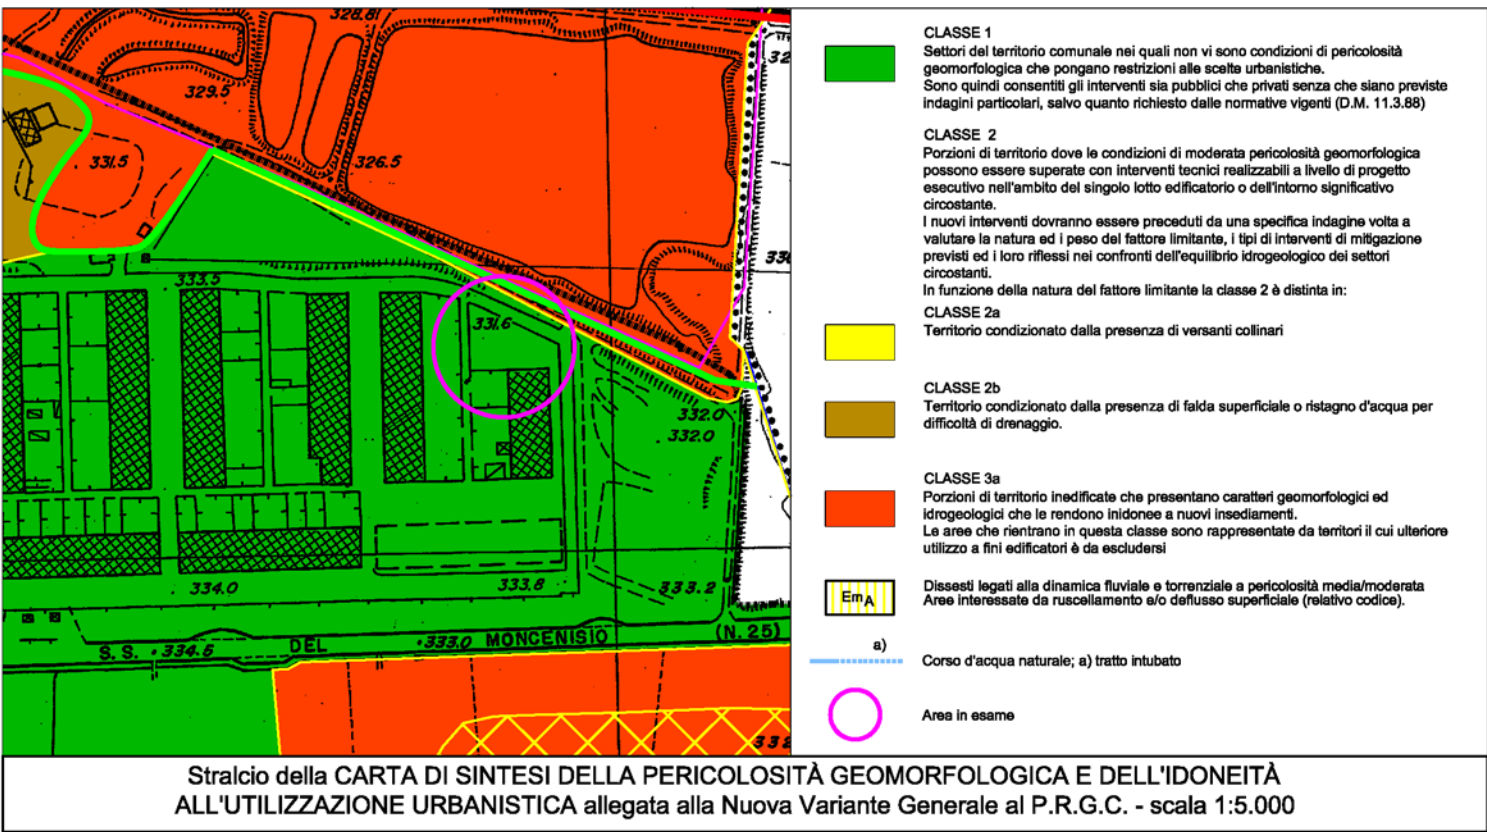 328.8
329.5
326.5
331.5
333.5
331.6
332.0
332.0
334.0
333.8
333.2
S. S. 334.6 DEL 333.0 MONCENISIO (N. 25)
CLASSE 1
Settori del territorio comunale nei quali non vi sono condizioni di pericolosità
geomorfologica che pongano restrizioni alle scelte urbanistiche.
Sono quindi consentiti gli interventi sia pubblici che privati senza che siano previste
indagini particolari, salvo quanto richiesto dalle normative vigenti (D.M. 11.3.88)
CLASSE 2
Porzioni di territorio dove le condizioni di moderata pericolosità geomorfologica
possono essere superate con interventi tecnici realizzabili a livello di progetto
esecutivo nell'ambito del singolo lotto edificatorio o dell'intorno significativo
circostante.
I nuovi interventi dovranno essere preceduti da una specifica indagine volta a
valutare la natura ed i peso del fattore limitante, i tipi di interventi di mitigazione
previsti ed i loro riflessi nei confronti dell'equilibrio idrogeologico dei settori
circostanti.
In funzione della natura del fattore limitante la classe 2 è distinta in:
CLASSE 2a
Territorio condizionato dalla presenza di versanti collinari
CLASSE 2b
Territorio condizionato dalla presenza di falda superficiale o ristagno d'acqua per
difficoltà di drenaggio.
CLASSE 3a
Porzioni di territorio inedificate che presentano caratteri geomorfologici ed
idrogeologici che le rendono inidonee a nuovi insediamenti.
Le aree che rientrano in questa classe sono rappresentate da territori il cui ulteriore
utilizzo a fini edificatori è da escludersi
EmA
Dissesti legati alla dinamica fluviale e torrenziale a pericolosità media/moderata
Aree interessate da ruscellamento e/o deflusso superficiale (relativo codice).
a)
Corso d'acqua naturale; a) tratto intubato
Area in esame
Stralcio della CARTA DI SINTESI DELLA PERICOLOSITÀ GEOMORFOLOGICA E DELL'IDONEITÀ
ALL'UTILIZZAZIONE URBANISTICA allegata alla Nuova Variante Generale al P.R.G.C. - scala 1:5.000